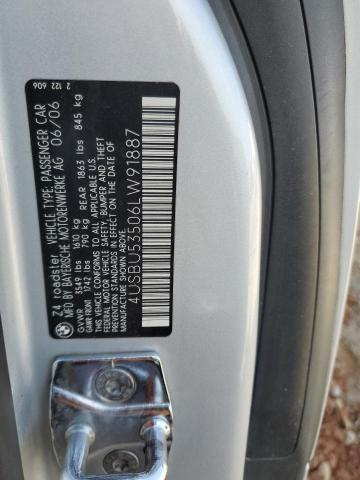 Z4 roadster VEHICLE TYPE: PASSENGER CAR
MFD BY BAYERISCHE MOTORENWERKE AG 06/06
GVWR 3549 lbs 1610 kg
GAWR FRONT 1742 lbs 790 kg REAR 1863 lbs 845 kg
THIS VEHICLE CONFORMS TO ALL APPLICABLE FEDERAL
MOTOR VEHICLE SAFETY, BUMPER, AND THEFT
PREVENTION STANDARDS IN EFFECT ON THE DATE OF
MANUFACTURE SHOWN ABOVE.
4USBU53506LW91887
2 122 606